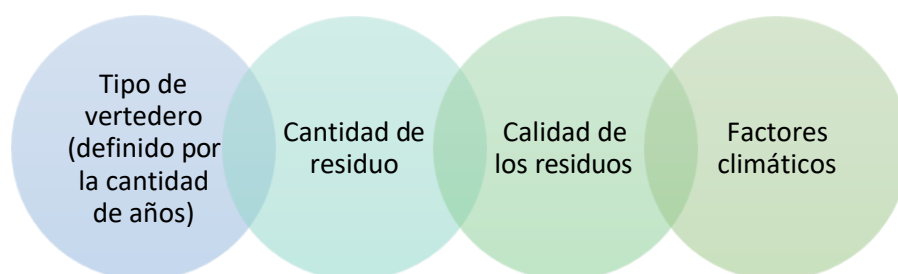 Tipo de
vertedero
(definido por
la cantidad
de años)
Cantidad de
residuo
Calidad de
los residuos
Factores
climáticos